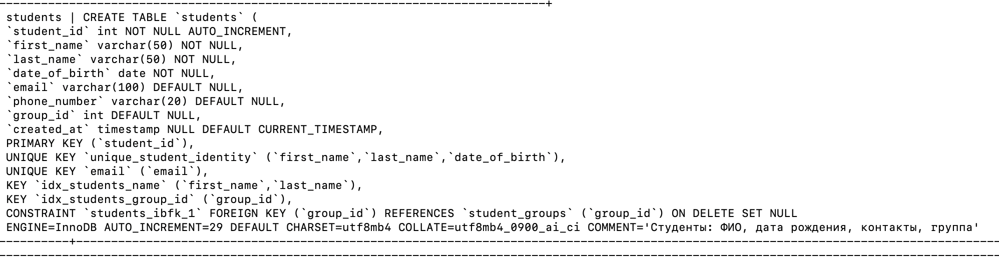 -------------------------------------------------------------------------------+
students | CREATE TABLE `students` (
`student_id` int NOT NULL AUTO_INCREMENT,
`first_name` varchar(50) NOT NULL,
`last_name` varchar(50) NOT NULL,
`date_of_birth` date NOT NULL,
`email` varchar(100) DEFAULT NULL,
`phone_number` varchar(20) DEFAULT NULL,
`group_id` int DEFAULT NULL,
`created_at` timestamp NULL DEFAULT CURRENT_TIMESTAMP,
PRIMARY KEY (`student_id`),
UNIQUE KEY `unique_student_identity` (`first_name`,`last_name`,`date_of_birth`),
UNIQUE KEY `email` (`email`),
KEY `idx_students_name` (`first_name`,`last_name`),
KEY `idx_students_group_id` (`group_id`),
CONSTRAINT `students_ibfk_1` FOREIGN KEY (`group_id`) REFERENCES `student_groups` (`group_id`) ON DELETE SET NULL
ENGINE=InnoDB AUTO_INCREMENT=29 DEFAULT CHARSET=utf8mb4 COLLATE=utf8mb4_0900_ai_ci COMMENT='Студенты: ФИО, дата рождения, контакты, группа'
----------+------------------------------------------------------------------------------------------------------------------------------------
-----------------------------------------------------------------------------------------------------------------------------------------------